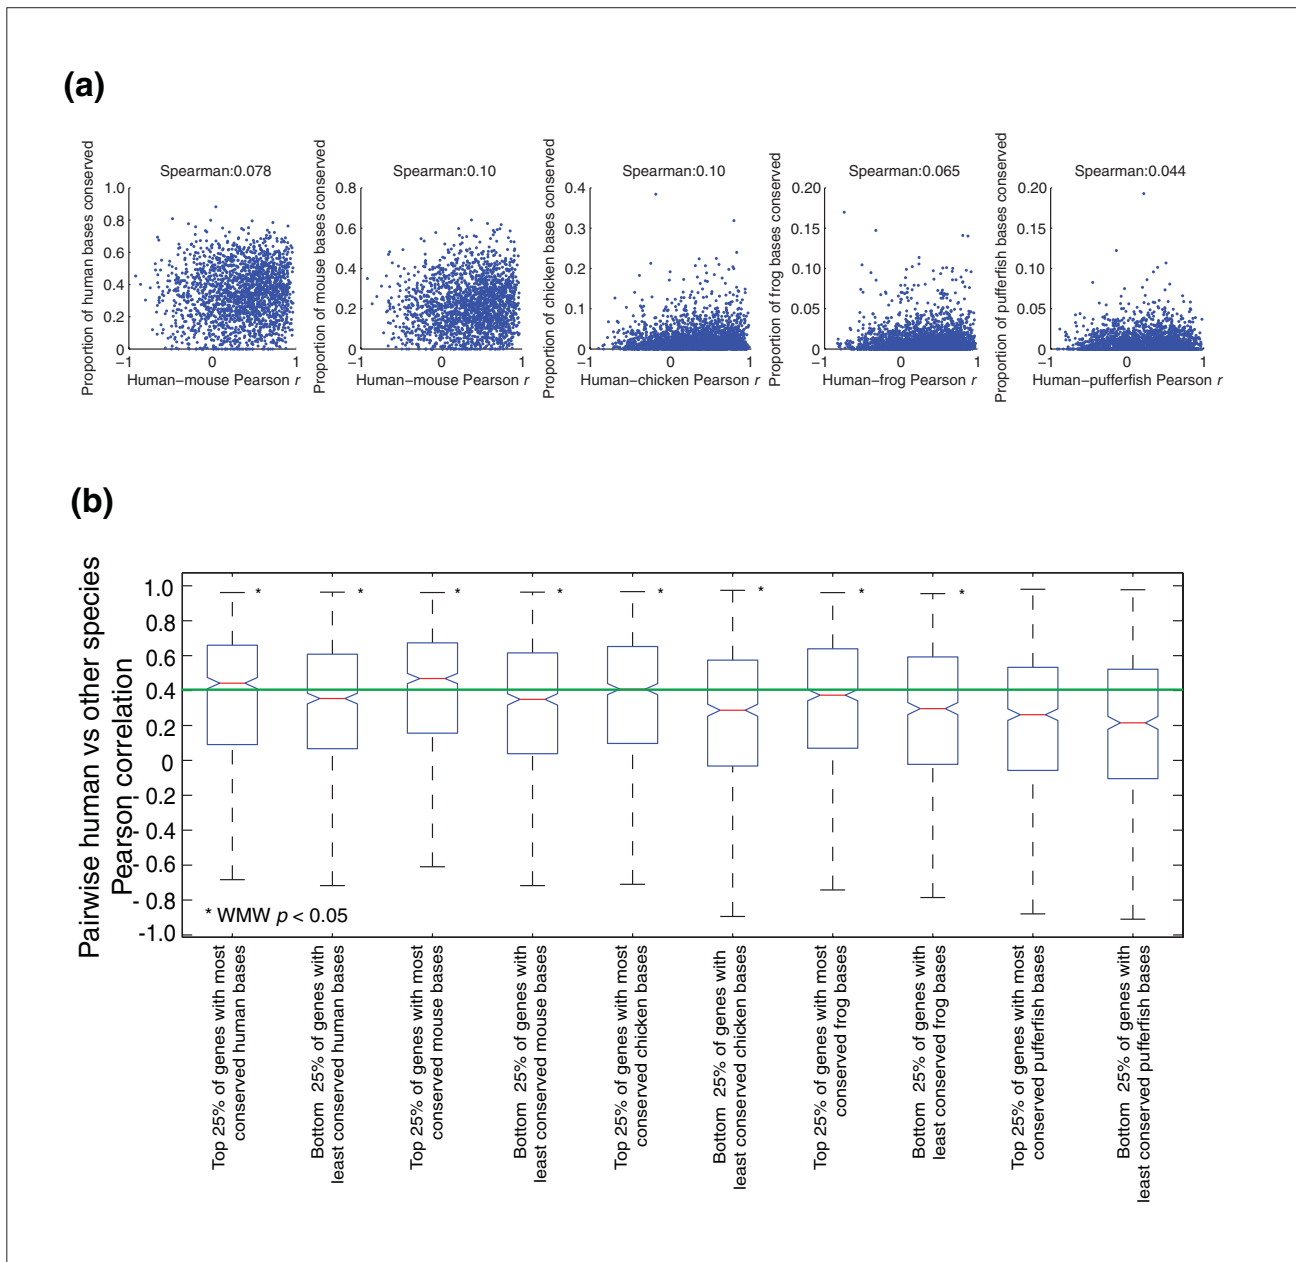 (a)
Spearman:0.078
Proportion of human bases conserved
1.0
0.8
0.6
0.4
0.2
0
−1
0
1
Human−mouse Pearson r
Spearman:0.10
Proportion of mouse bases conserved
0.8
0.6
0.4
0.2
0
−1
0
1
Human−mouse Pearson r
Spearman:0.10
Proportion of chicken bases conserved
0.4
0.3
0.2
0.1
0
−1
0
1
Human−chicken Pearson r
Spearman:0.065
Proportion of frog bases conserved
0.20
0.15
0.10
0.05
0
−1
0
1
Human−frog Pearson r
Spearman:0.044
Proportion of pufferfish bases conserved
0.20
0.15
0.10
0.05
0
−1
0
1
Human−pufferfish Pearson r
(b)
Pairwise human vs other species
Pearson correlation
1.0
0.8
0.6
0.4
0.2
0
- 0.2
- 0.4
- 0.6
- 0.8
-1.0
* * * * * * * *
* WMW p < 0.05
Top 25% of genes with most
conserved human bases
Bottom 25% of genes with
least conserved human bases
Top 25% of genes with most
conserved mouse bases
Bottom 25% of genes with
least conserved mouse bases
Top 25% of genes with most
conserved chicken bases
Bottom 25% of genes with
least conserved chicken bases
Top 25% of genes with most
conserved frog bases
Bottom 25% of genes with
least conserved frog bases
Top 25% of genes with most
conserved pufferfish bases
Bottom 25% of genes with
least conserved pufferfish bases